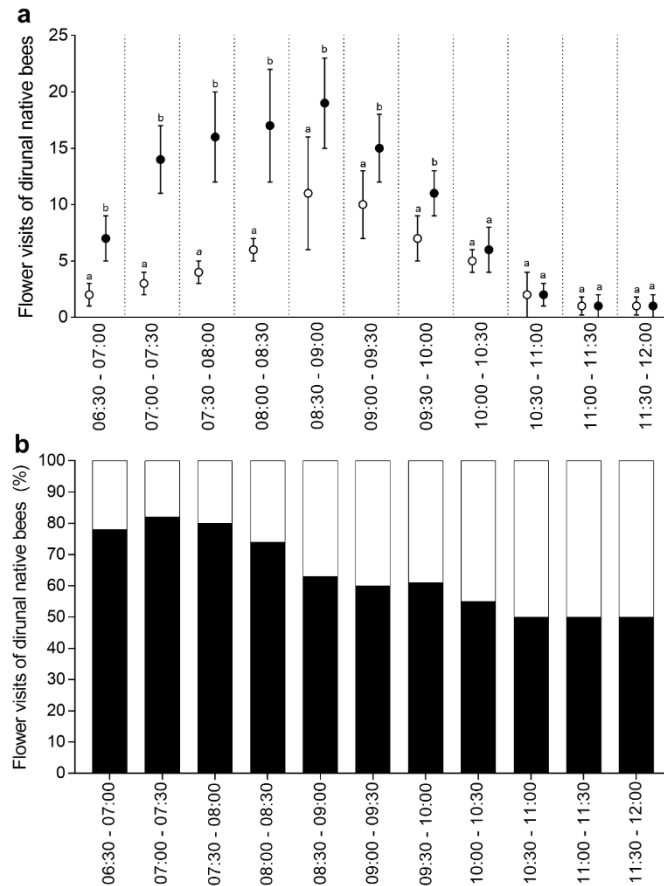 a
Flower visits of dirunal native bees
25
20
15
10
5
0
a b
a b
a b
a b
a b
a b
a b
a a
a a
a a
a a
06:30 - 07:00
07:00 - 07:30
07:30 - 08:00
08:00 - 08:30
08:30 - 09:00
09:00 - 09:30
09:30 - 10:00
10:00 - 10:30
10:30 - 11:00
11:00 - 11:30
11:30 - 12:00
b
Flower visits of dirunal native bees (%)
100
90
80
70
60
50
40
30
20
10
0
06:30 - 07:00
07:00 - 07:30
07:30 - 08:00
08:00 - 08:30
08:30 - 09:00
09:00 - 09:30
09:30 - 10:00
10:00 - 10:30
10:30 - 11:00
11:00 - 11:30
11:30 - 12:00